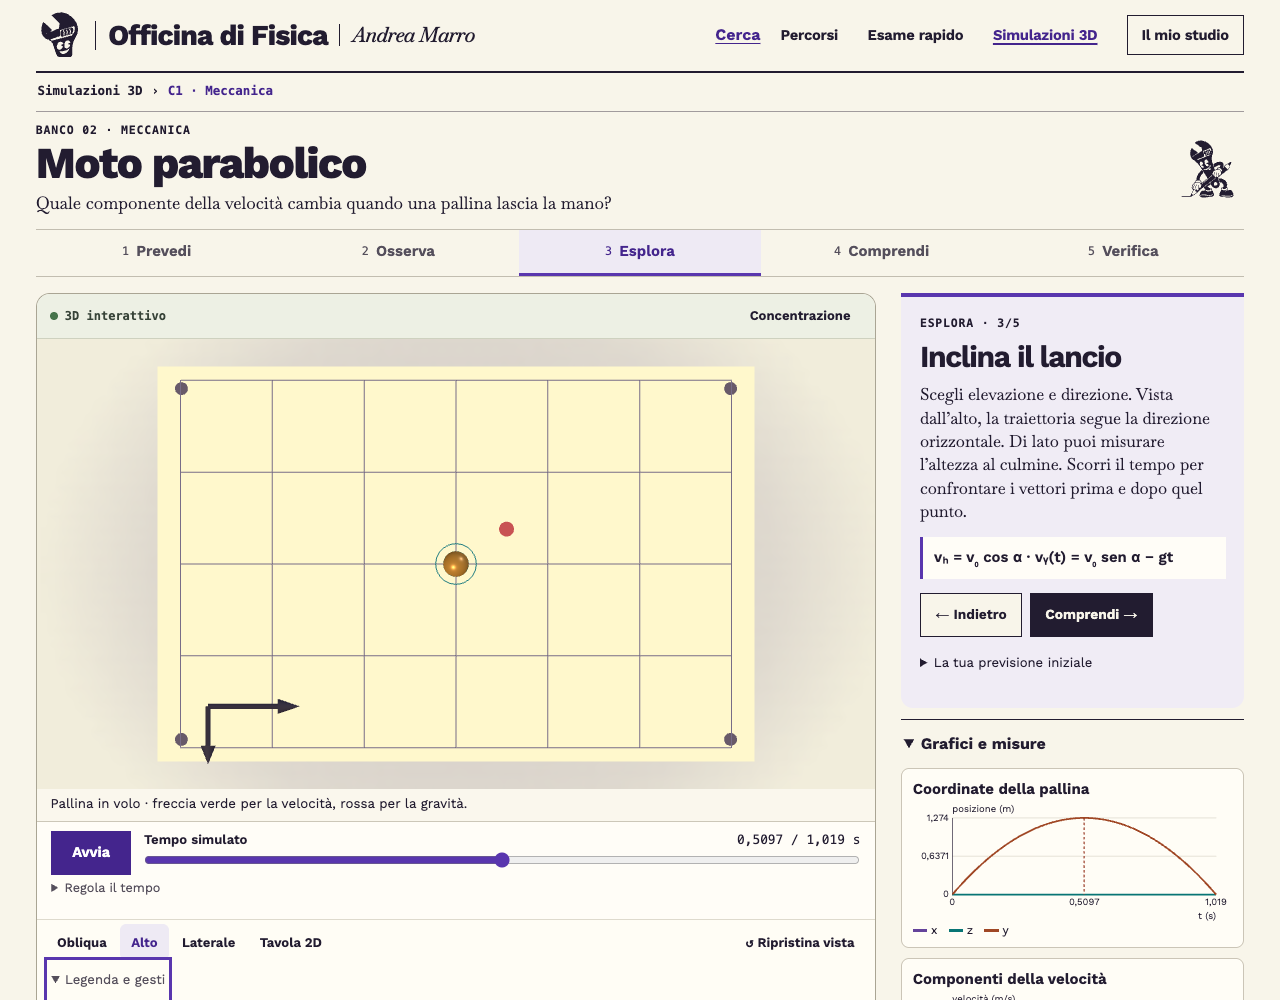 Officina di Fisica
Andrea Marro
Cerca
Percorsi
Esame rapido
Simulazioni 3D
Il mio studio
Simulazioni 3D › C1 · Meccanica
BANCO 02 · MECCANICA
Moto parabolico
Quale componente della velocità cambia quando una pallina lascia la mano?
1 Prevedi
2 Osserva
3 Esplora
4 Comprendi
5 Verifica
3D interattivo
Concentrazione
Pallina in volo · freccia verde per la velocità, rossa per la gravità.
Avvia
Tempo simulato
0,5097 / 1,019 s
Regola il tempo
Obliqua
Alto
Laterale
Tavola 2D
↺ Ripristina vista
Legenda e gesti
ESPLORA · 3/5
Inclina il lancio
Scegli elevazione e direzione. Vista
dall’alto, la traiettoria segue la direzione
orizzontale. Di lato puoi misurare
l’altezza al culmine. Scorri il tempo per
confrontare i vettori prima e dopo quel
punto.
vₕ = v₀ cos α · vᵧ(t) = v₀ sen α − gt
← Indietro
Comprendi →
La tua previsione iniziale
Grafici e misure
Coordinate della pallina
posizione (m)
1,274
0,6371
0
0
0,5097
1,019
t (s)
x
z
y
Componenti della velocità
velocità (m/s)